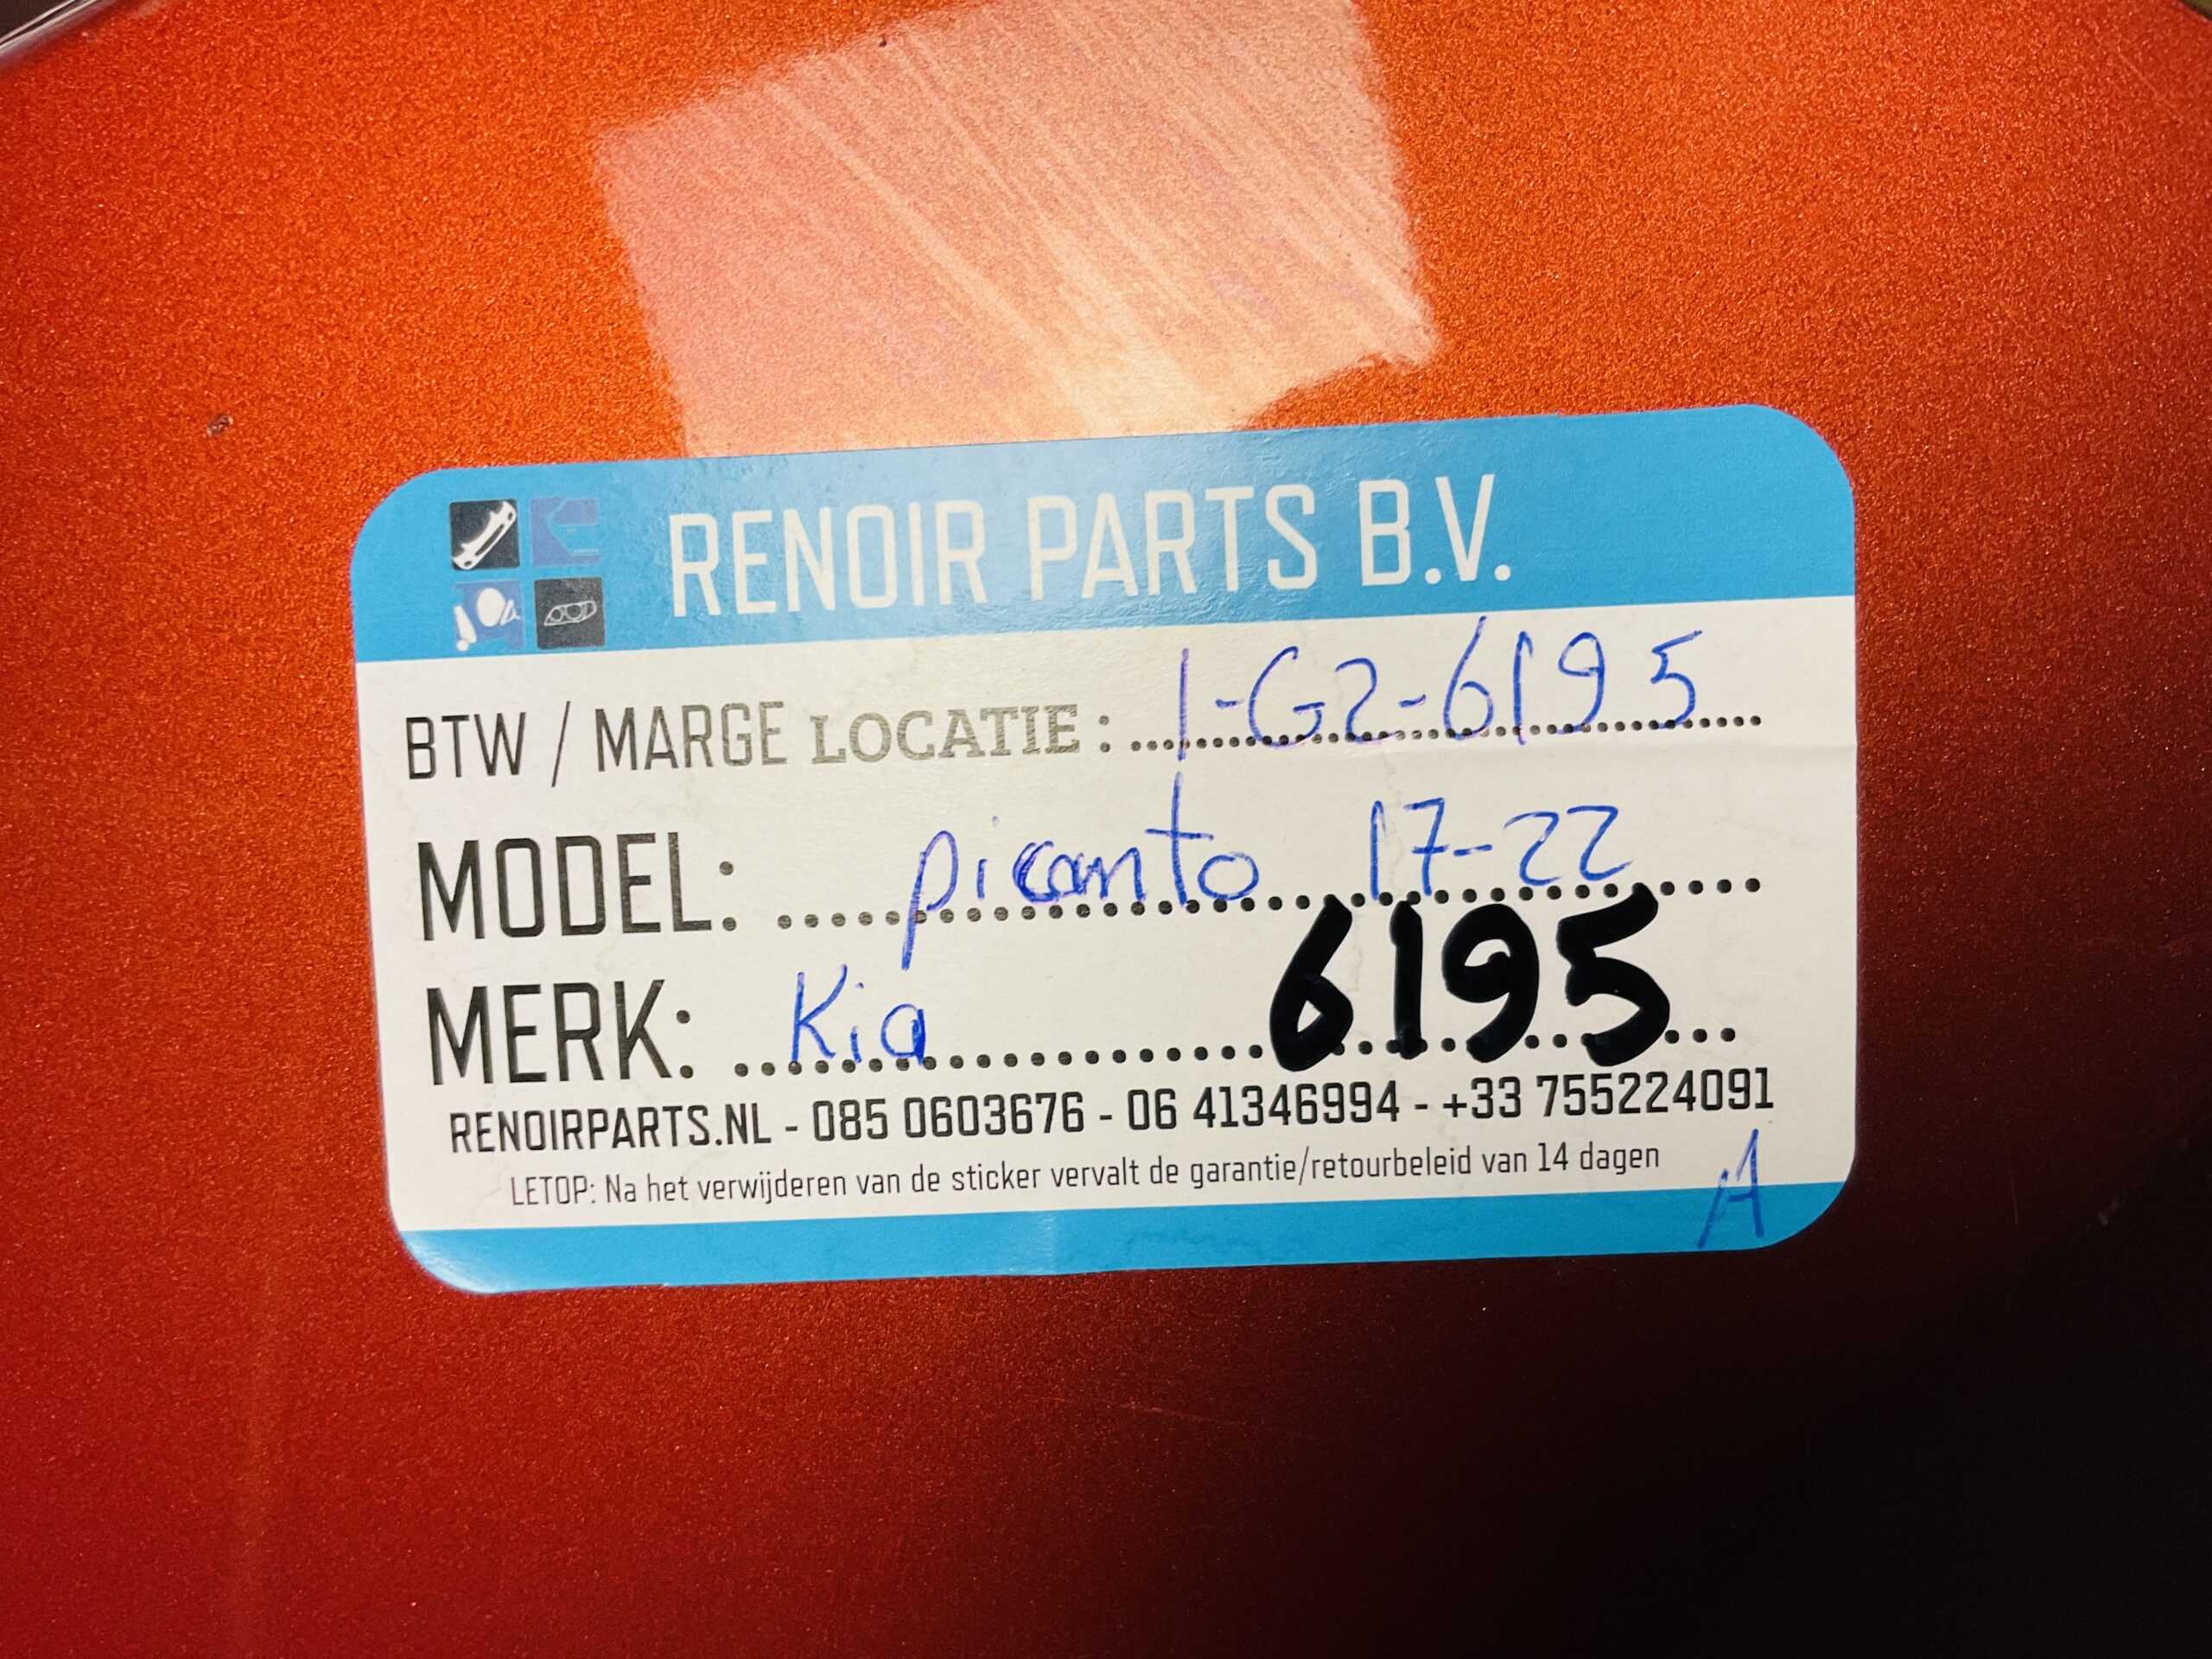 RENOIR PARTS B.V.
BTW / MARGE LOCATIE : 1-G2-6195
MODEL: picanto 17-22
MERK: Kia 6195
RENOIRPARTS.NL - 085 0603676 - 06 41346994 - +33 755224091
LETOP: Na het verwijderen van de sticker vervalt de garantie/retourbeleid van 14 dagen
A